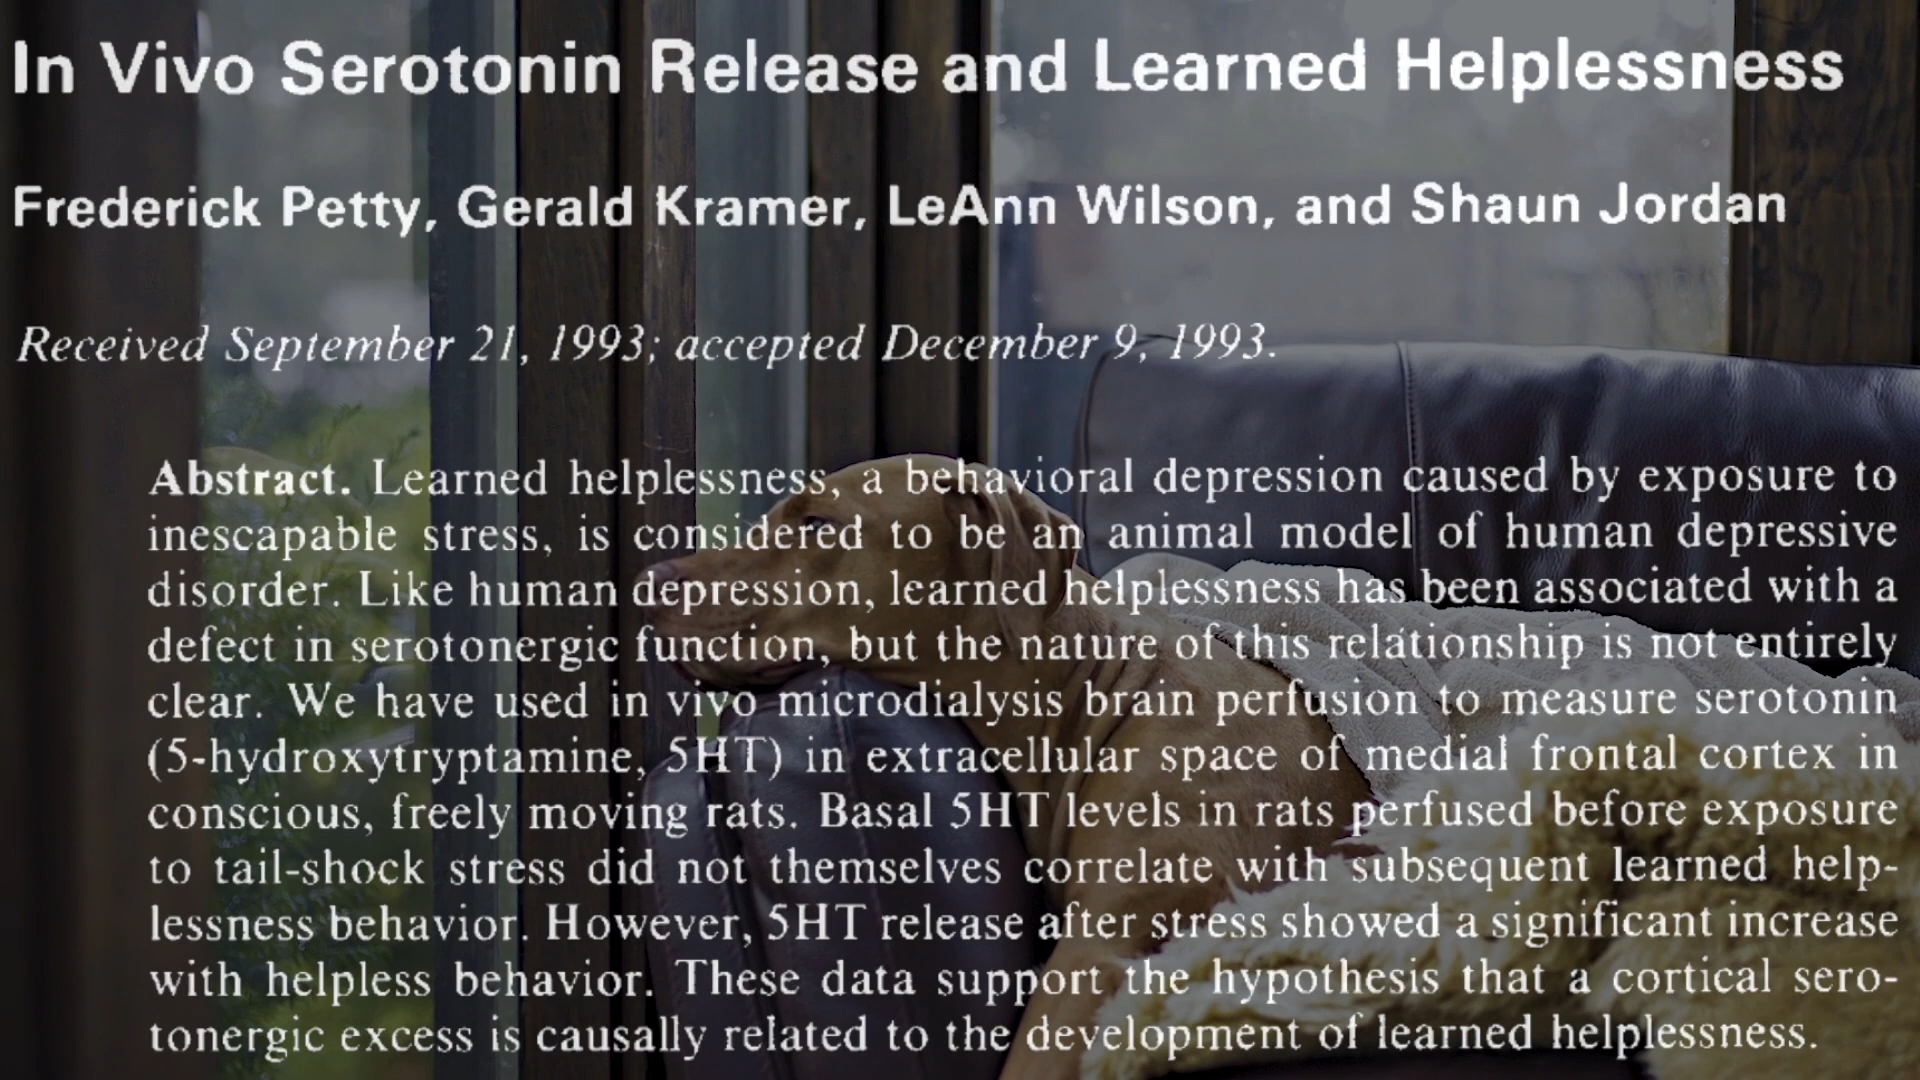 In Vivo Serotonin Release and Learned Helplessness
Frederick Petty, Gerald Kramer, LeAnn Wilson, and Shaun Jordan
Received September 21, 1993; accepted December 9, 1993.
Abstract. Learned helplessness, a behavioral depression caused by exposure to
inescapable stress, is considered to be an animal model of human depressive
disorder. Like human depression, learned helplessness has been associated with a
defect in serotonergic function, but the nature of this relationship is not entirely
clear. We have used in vivo microdialysis brain perfusion to measure serotonin
(5-hydroxytryptamine, 5HT) in extracellular space of medial frontal cortex in
conscious, freely moving rats. Basal 5HT levels in rats perfused before exposure
to tail-shock stress did not themselves correlate with subsequent learned help-
lessness behavior. However, 5HT release after stress showed a significant increase
with helpless behavior. These data support the hypothesis that a cortical sero-
tonergic excess is causally related to the development of learned helplessness.